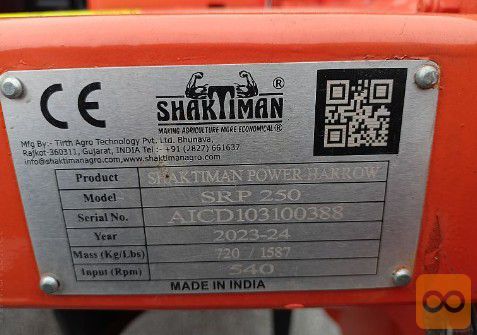 CE
SHAKTIMAN®
MAKING AGRICULTURE MORE ECONOMICAL®
Mfg By:- Tirth Agro Technology Pvt. Ltd. Bhunava,
Rajkot-360311, Gujarat, INDIA Tel :- +91 (2827) 661637
info@shaktimanagro.com, www.shaktimanagro.com
Product SHAKTIMAN POWER HARROW
Model SRP 250
Serial No. AICD103100388
Year 2023-24
Mass (Kg/Lbs) 720 / 1587
Input (Rpm) 540
MADE IN INDIA